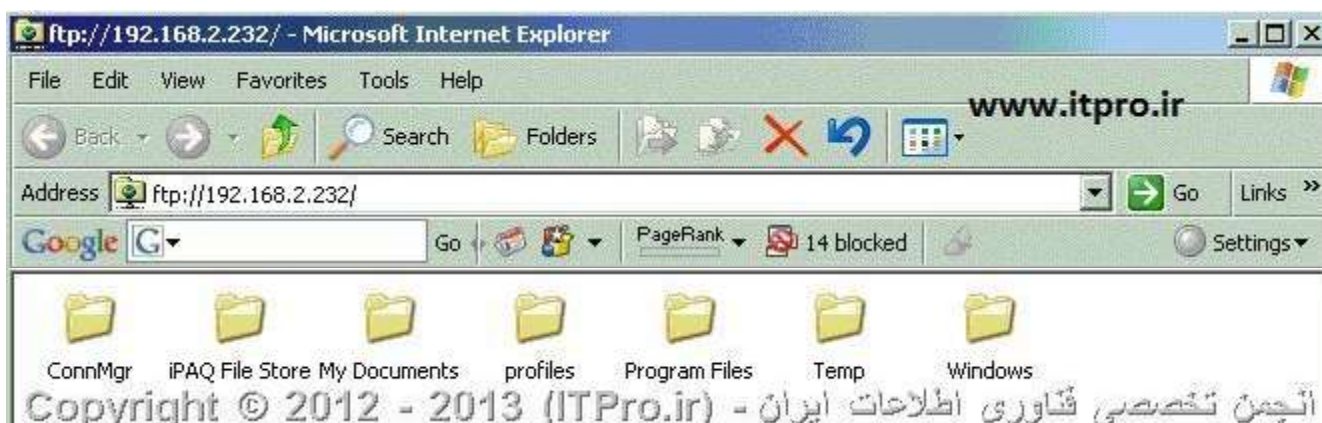 ftp://192.168.2.232/ - Microsoft Internet Explorer
File Edit View Favorites Tools Help
www.itpro.ir
Back Search Folders
Address ftp://192.168.2.232/ Go Links »
Google G Go PageRank 14 blocked Settings
ConnMgr iPAQ File Store My Documents profiles Program Files Temp Windows
Copyright © 2012 - 2013 (ITPro.ir) - انجمن تخصصی فناوری اطلاعات ایران